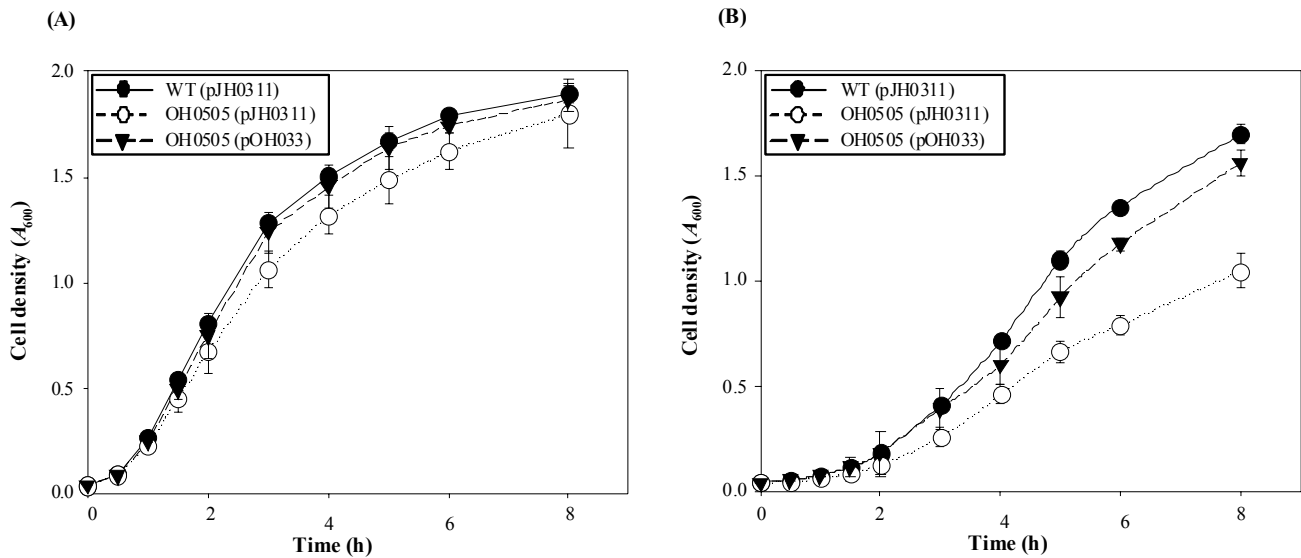 (A)
2.0
1.5
1.0
0.5
0.0
Cell density (A600)
WT (pJH0311)
OH0505 (pJH0311)
OH0505 (pOH033)
0 2 4 6 8
Time (h)
(B)
2.0
1.5
1.0
0.5
0.0
Cell density (A600)
WT (pJH0311)
OH0505 (pJH0311)
OH0505 (pOH033)
0 2 4 6 8
Time (h)